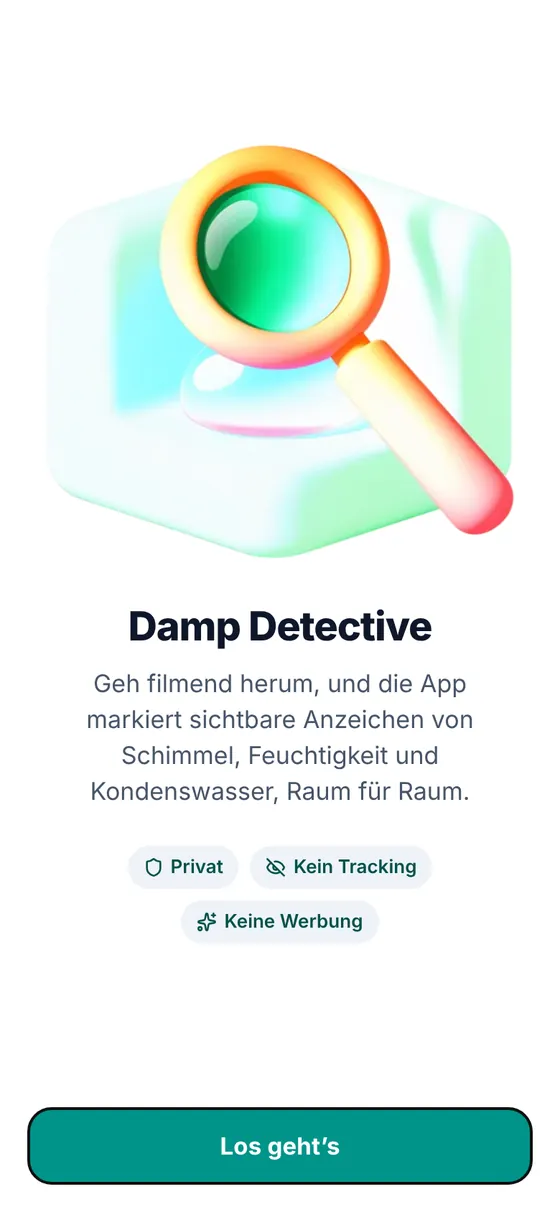 Damp Detective
Geh filmend herum, und die App
markiert sichtbare Anzeichen von
Schimmel, Feuchtigkeit und
Kondenswasser, Raum für Raum.
Privat
Kein Tracking
Keine Werbung
Los geht’s